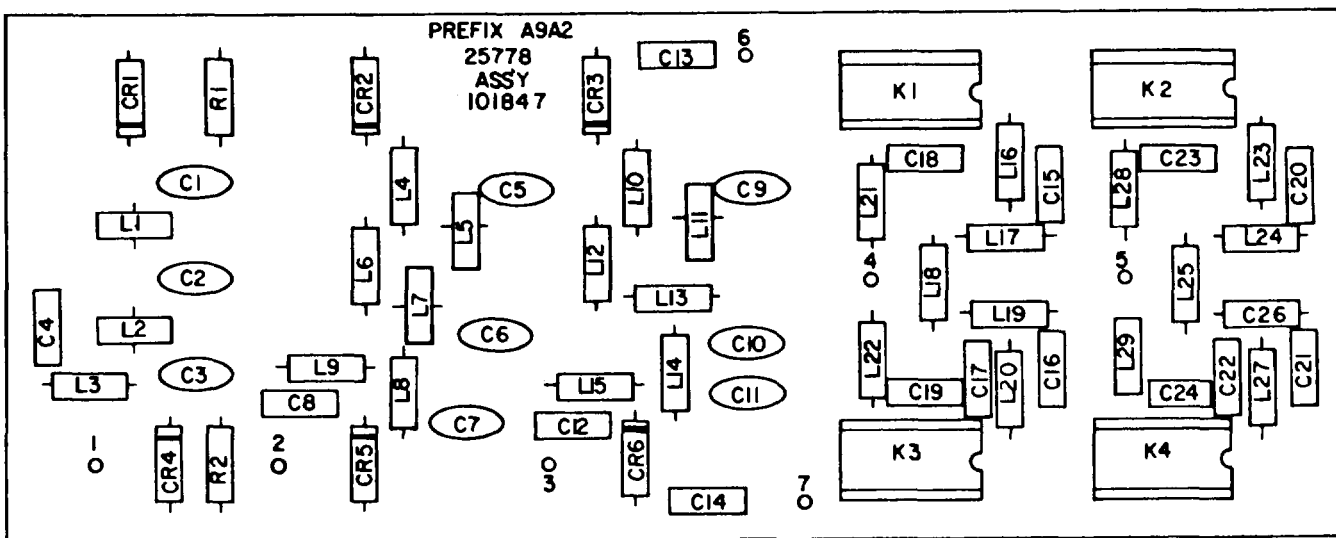 PREFIX A9A2
25778
ASS'Y
101847
CR1
R1
CR2
CR3
C13
6
K1
K2
C1
L4
C5
L10
C9
L21
C18
L16
C15
L28
C23
L23
C20
L1
L5
L11
L17
L24
C2
L6
L7
L12
L13
4
L18
5
L25
C4
L2
C6
C10
L14
L22
L19
C16
L29
C26
C21
L3
C3
L9
L8
L15
C11
C19
C17
L20
C24
C22
L27
C8
C7
C12
1
CR4
R2
2
CR5
3
CR6
C14
7
K3
K4